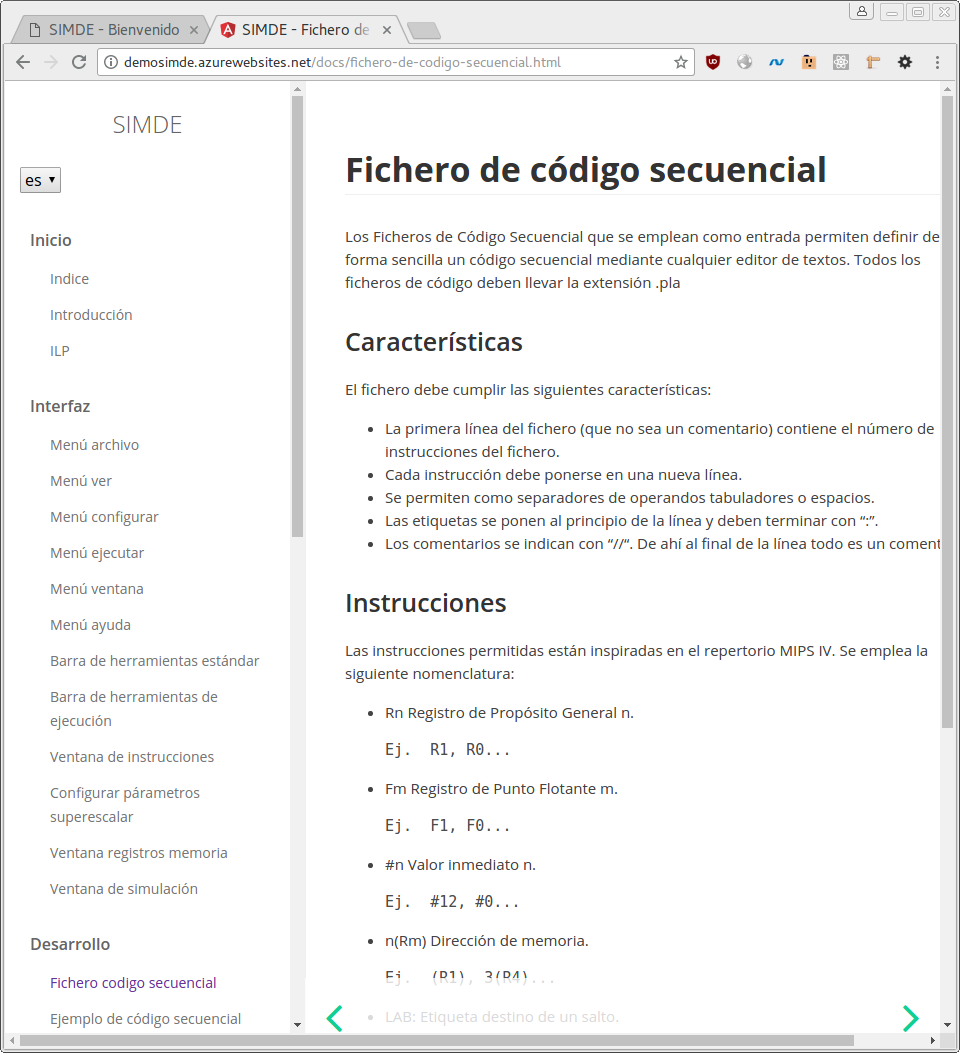 SIMDE - Bienvenido
SIMDE - Fichero de
demosimde.azurewebsites.net/docs/fichero-de-codigo-secuencial.html
SIMDE
es
Inicio
Indice
Introducción
ILP
Interfaz
Menú archivo
Menú ver
Menú configurar
Menú ejecutar
Menú ventana
Menú ayuda
Barra de herramientas estándar
Barra de herramientas de
ejecución
Ventana de instrucciones
Configurar párametros
superescalar
Ventana registros memoria
Ventana de simulación
Desarrollo
Fichero codigo secuencial
Ejemplo de código secuencial
Fichero de código secuencial
Los Ficheros de Código Secuencial que se emplean como entrada permiten definir de
forma sencilla un código secuencial mediante cualquier editor de textos. Todos los
ficheros de código deben llevar la extensión .pla
Características
El fichero debe cumplir las siguientes características:
• La primera línea del fichero (que no sea un comentario) contiene el número de
instrucciones del fichero.
• Cada instrucción debe ponerse en una nueva línea.
• Se permiten como separadores de operandos tabuladores o espacios.
• Las etiquetas se ponen al principio de la línea y deben terminar con “:”.
• Los comentarios se indican con “//“. De ahí al final de la línea todo es un coment
Instrucciones
Las instrucciones permitidas están inspiradas en el repertorio MIPS IV. Se emplea la
siguiente nomenclatura:
• Rn Registro de Propósito General n.
Ej.  R1, R0...
• Fm Registro de Punto Flotante m.
Ej.  F1, F0...
• #n Valor inmediato n.
Ej.  #12, #0...
• n(Rm) Dirección de memoria.
Ej.  (R1), 3(R4)...
• LAB: Etiqueta destino de un salto.